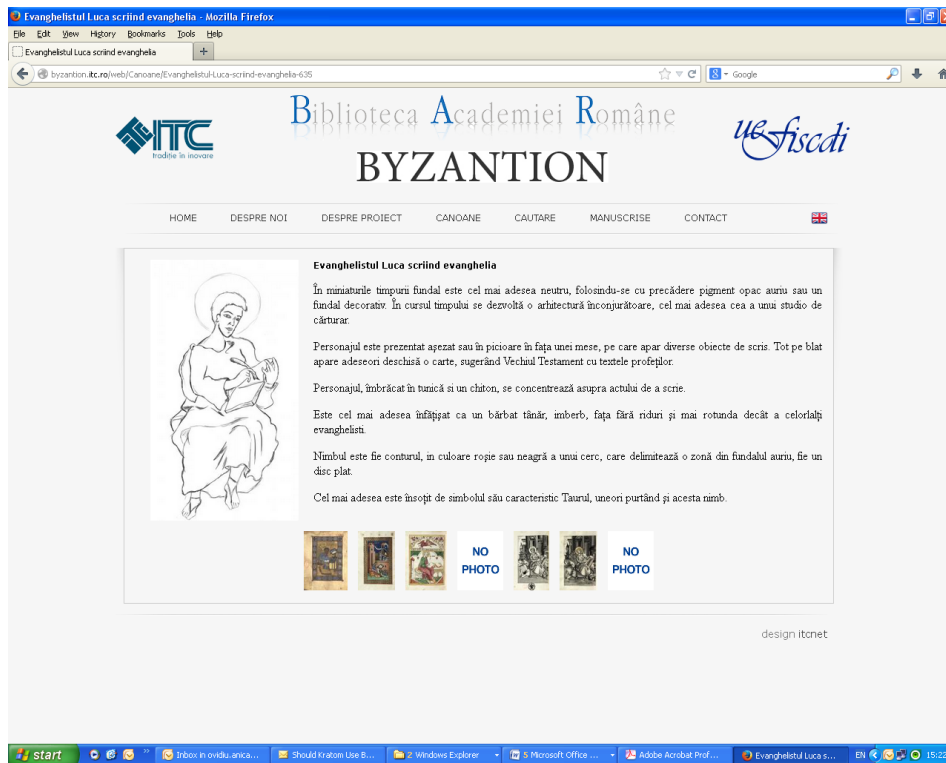 Evanghelistul Luca scriind evanghelia - Mozilla Firefox
File Edit View History Bookmarks Tools Help
Evanghelistul Luca scriind evanghelia +
byzantion.itc.ro/web/Canoane/Evanghelistul-Luca-scriind-evanghelia-635 Google
Biblioteca Academiei Române
ITC
tradiție în inovare
uefiscdi
BYZANTION
HOME DESPRE NOI DESPRE PROIECT CANOANE CAUTARE MANUSCRISE CONTACT
Evanghelistul Luca scriind evanghelia
În miniaturile timpurii fundal este cel mai adesea neutru, folosindu-se cu precădere pigment opac auriu sau un
fundal decorativ. În cursul timpului se dezvoltă o arhitectură înconjurătoare, cel mai adesea cea a unui studio de
cărturar.
Personajul este prezentat așezat sau în picioare în fața unei mese, pe care apar diverse obiecte de scris. Tot pe blat
apare adeseori deschisă o carte, sugerând Vechiul Testament cu textele profeților.
Personajul, îmbrăcat în tunică si un chiton, se concentrează asupra actului de a scrie.
Este cel mai adesea înfățișat ca un bărbat tânăr, imberb, fața fără riduri și mai rotunda decât a celorlalți
evanghelisti.
Nimbul este fie conturul, in culoare roșie sau neagră a unui cerc, care delimitează o zonă din fundalul auriu, fie un
disc plat.
Cel mai adesea este însoțit de simbolul său caracteristic Taurul, uneori purtând și acesta nimb.
NO
PHOTO
NO
PHOTO
design itcnet
start Inbox in ovidiu.anica... Should Kratom Use B... 2 Windows Explorer 5 Microsoft Office ... Adobe Acrobat Prof... Evanghelistul Luca s... EN 15:22